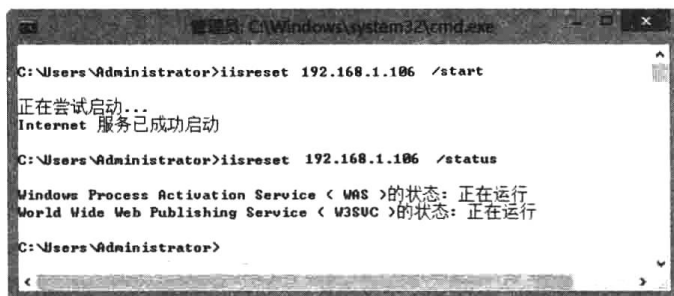 管理员: C:\Windows\system32\cmd.exe
C:\Users\Administrator>iisreset 192.168.1.106 /start
正在尝试启动...
Internet 服务已成功启动
C:\Users\Administrator>iisreset 192.168.1.106 /status
Windows Process Activation Service ( WAS )的状态: 正在运行
World Wide Web Publishing Service ( W3SVC )的状态: 正在运行
C:\Users\Administrator>